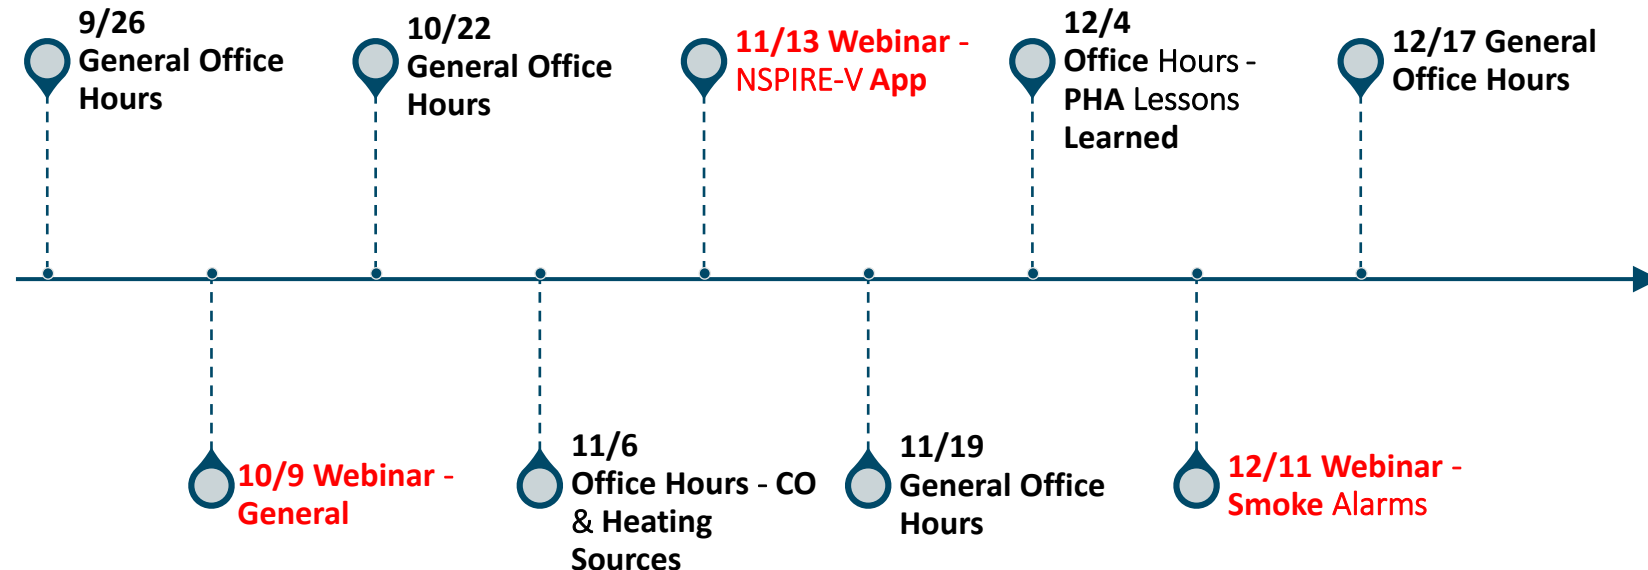 9/26
General Office
Hours
10/9 Webinar -
General
10/22
General Office
Hours
11/6
Office Hours - CO
& Heating
Sources
11/13 Webinar -
NSPIRE-V App
11/19
General Office
Hours
12/4
Office Hours -
PHA Lessons
Learned
12/11 Webinar -
Smoke Alarms
12/17 General
Office Hours